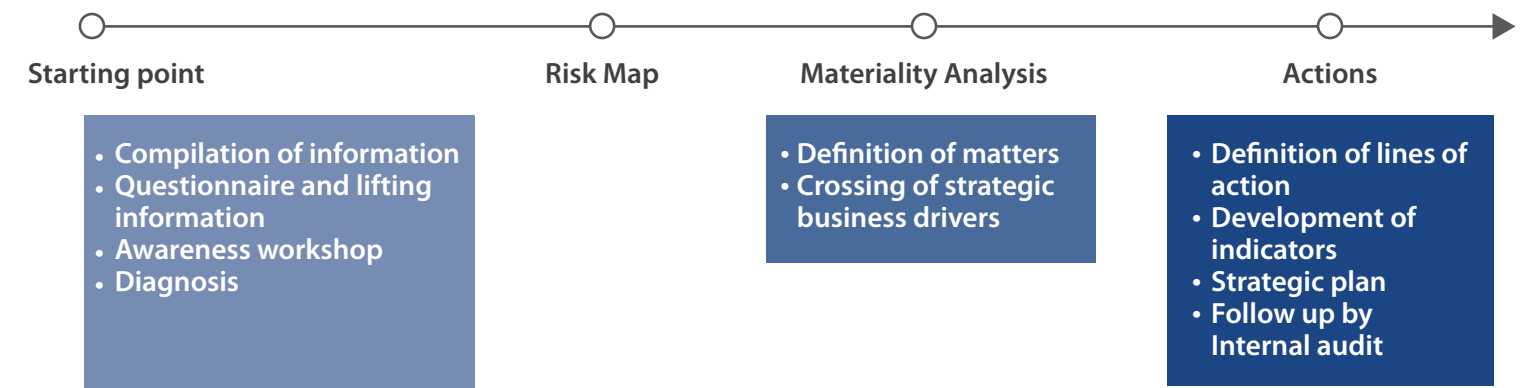 Starting point
Risk Map
Materiality Analysis
Actions
• Compilation of information
• Questionnaire and lifting
information
• Awareness workshop
• Diagnosis
• Definition of matters
• Crossing of strategic
business drivers
• Definition of lines of
action
• Development of
indicators
• Strategic plan
• Follow up by
Internal audit